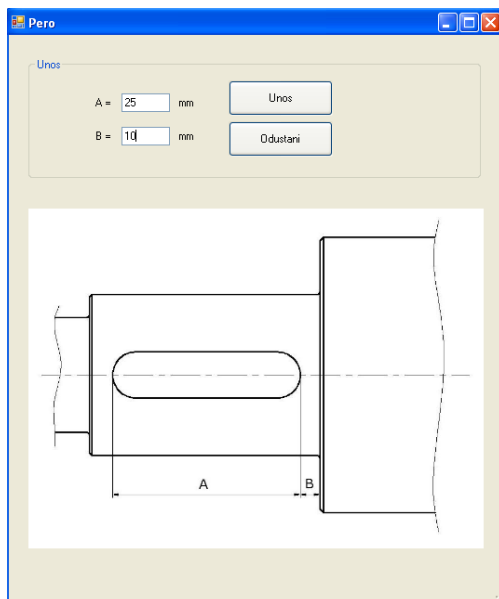 Pero
Unos
A = 25 mm Unos
B = 10 mm Odustani
A B